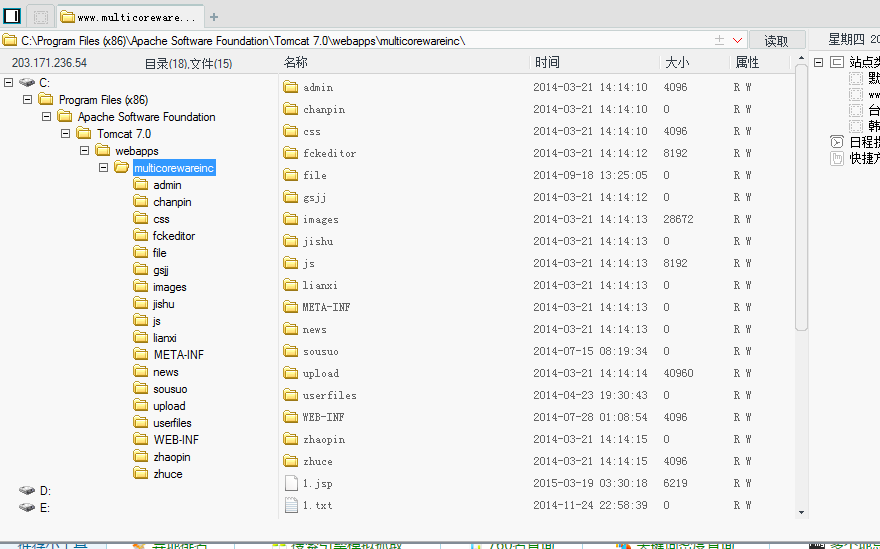 www.multicoreware...
C:\Program Files (x86)\Apache Software Foundation\Tomcat 7.0\webapps\multicorewareinc\
读取
星期四 20
203.171.236.54
目录(18),文件(15)
名称 时间 大小 属性
C:
Program Files (x86)
Apache Software Foundation
Tomcat 7.0
webapps
multicorewareinc
admin
chanpin
css
fckeditor
file
gsjj
images
jishu
js
lianxi
META-INF
news
sousuo
upload
userfiles
WEB-INF
zhaopin
zhuce
D:
E:
admin 2014-03-21 14:14:10 4096 R W
chanpin 2014-03-21 14:14:10 0 R W
css 2014-03-21 14:14:10 4096 R W
fckeditor 2014-03-21 14:14:12 8192 R W
file 2014-09-18 13:25:05 0 R W
gsjj 2014-03-21 14:14:12 0 R W
images 2014-03-21 14:14:13 28672 R W
jishu 2014-03-21 14:14:13 0 R W
js 2014-03-21 14:14:13 8192 R W
lianxi 2014-03-21 14:14:13 0 R W
META-INF 2014-03-21 14:14:13 0 R W
news 2014-03-21 14:14:13 0 R W
sousuo 2014-07-15 08:19:34 0 R W
upload 2014-03-21 14:14:14 40960 R W
userfiles 2014-04-23 19:30:43 0 R W
WEB-INF 2014-07-28 01:08:54 4096 R W
zhaopin 2014-03-21 14:14:15 0 R W
zhuce 2014-03-21 14:14:15 4096 R W
1.jsp 2015-03-19 03:30:18 6219 R W
1.txt 2014-11-24 22:58:39 0 R W
站点类
默
ww
台
韩
日程提
快捷方